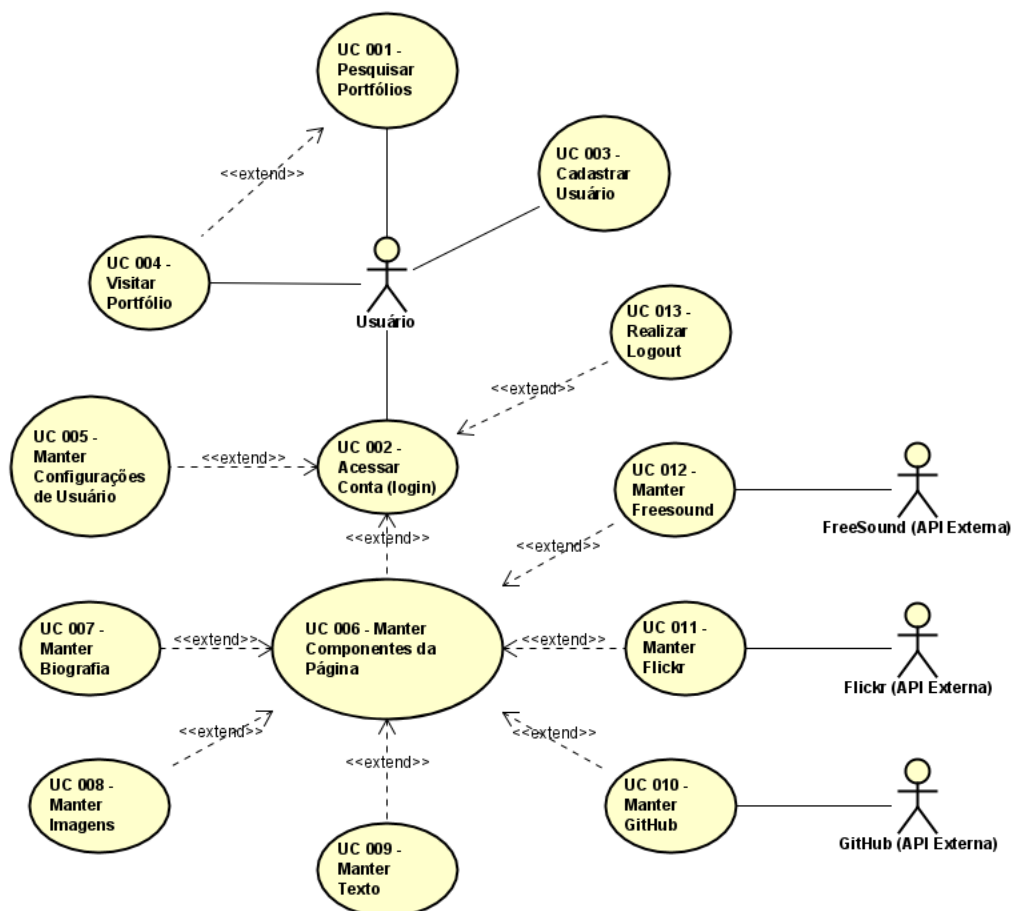 UC 001 -
Pesquisar
Portfólios
<<extend>>
UC 003 -
Cadastrar
Usuário
UC 004 -
Visitar
Portfólio
Usuário
UC 013 -
Realizar
Logout
<<extend>>
UC 005 -
Manter
Configurações
de Usuário
<<extend>>
UC 002 -
Acessar
Conta (login)
UC 012 -
Manter
Freesound
FreeSound (API Externa)
<<extend>>
<<extend>>
UC 007 -
Manter
Biografia
<<extend>>
UC 006 - Manter
Componentes da
Página
<<extend>>
UC 011 -
Manter
Flickr
Flickr (API Externa)
<<extend>>
<<extend>>
<<extend>>
UC 008 -
Manter
Imagens
UC 010 -
Manter
GitHub
GitHub (API Externa)
UC 009 -
Manter
Texto